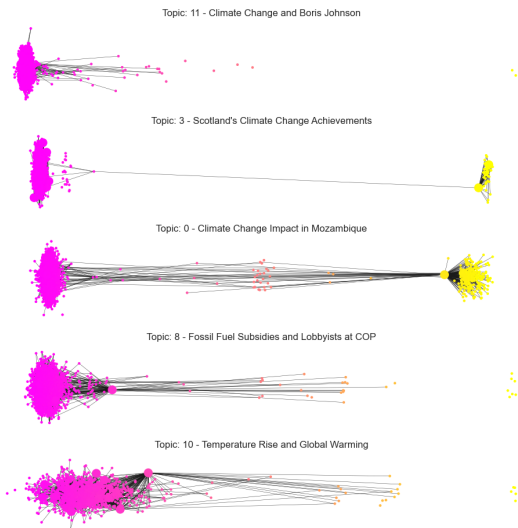 Topic: 11 - Climate Change and Boris Johnson
Topic: 3 - Scotland's Climate Change Achievements
Topic: 0 - Climate Change Impact in Mozambique
Topic: 8 - Fossil Fuel Subsidies and Lobbyists at COP
Topic: 10 - Temperature Rise and Global Warming